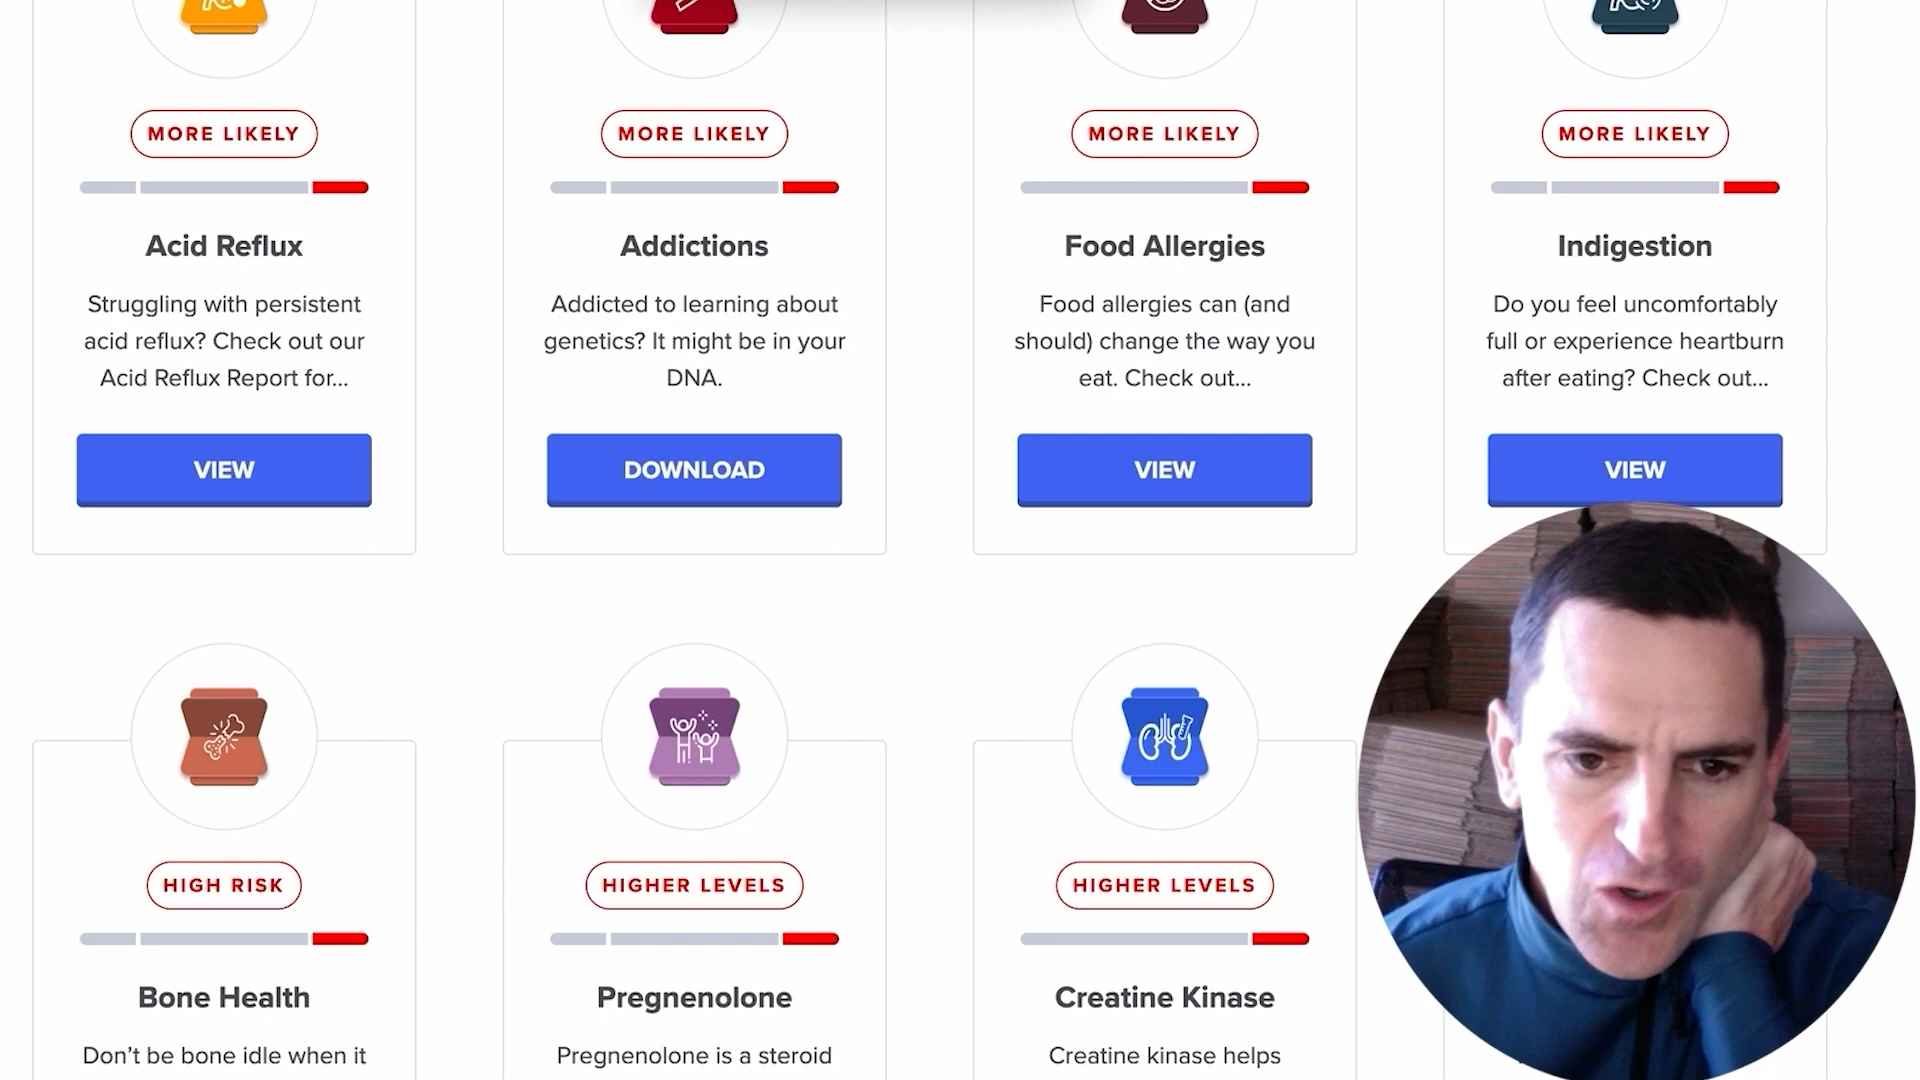 MORE LIKELY
MORE LIKELY
MORE LIKELY
MORE LIKELY
Acid Reflux
Addictions
Food Allergies
Indigestion
Struggling with persistent
acid reflux? Check out our
Acid Reflux Report for...
Addicted to learning about
genetics? It might be in your
DNA.
Food allergies can (and
should) change the way you
eat. Check out...
Do you feel uncomfortably
full or experience heartburn
after eating? Check out...
VIEW
DOWNLOAD
VIEW
VIEW
HIGH RISK
HIGHER LEVELS
HIGHER LEVELS
Bone Health
Pregnenolone
Creatine Kinase
Don't be bone idle when it
Pregnenolone is a steroid
Creatine kinase helps